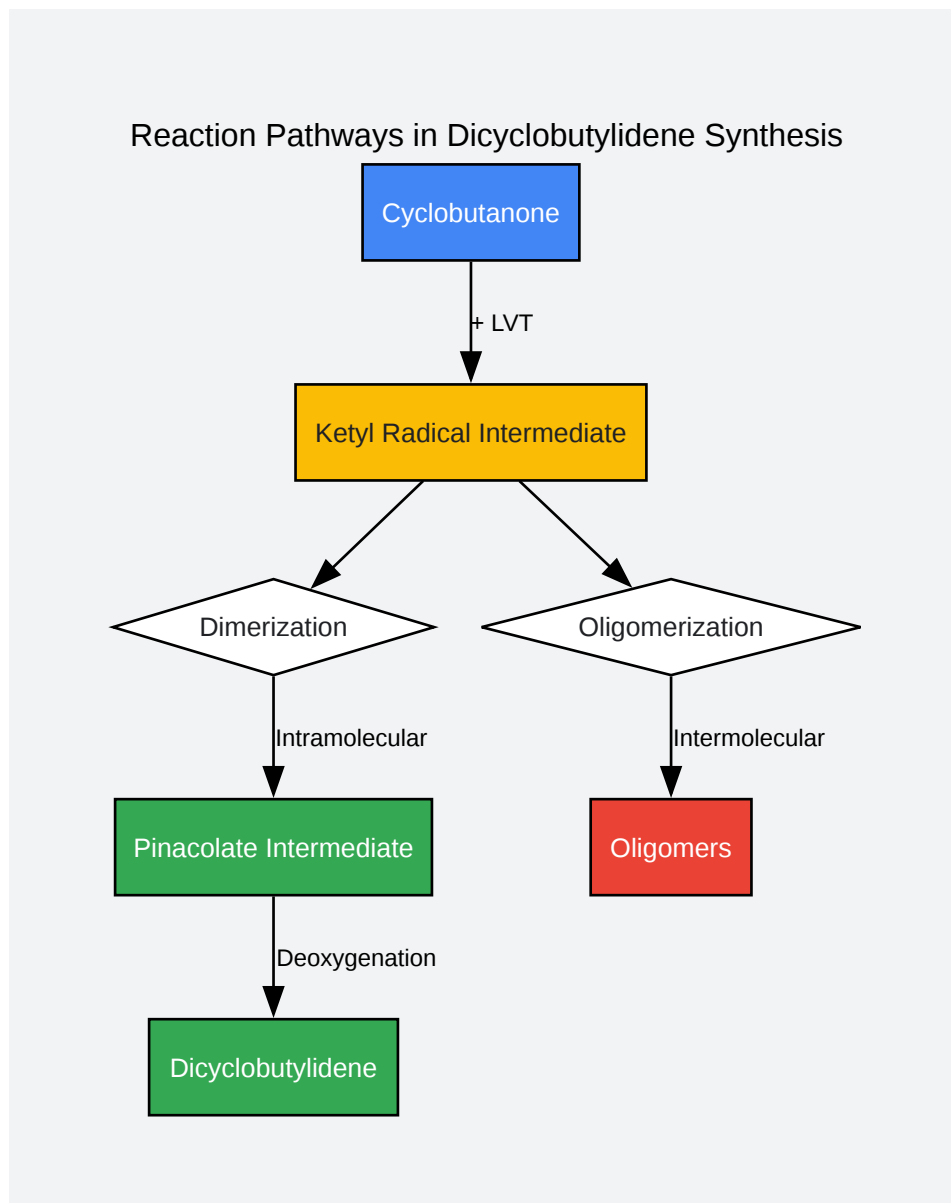 Reaction Pathways in Dicyclobutylidene Synthesis
Cyclobutanone
+ LVT
Ketyl Radical Intermediate
Dimerization
Oligomerization
Intramolecular
Intermolecular
Pinacolate Intermediate
Oligomers
Deoxygenation
Dicyclobutylidene